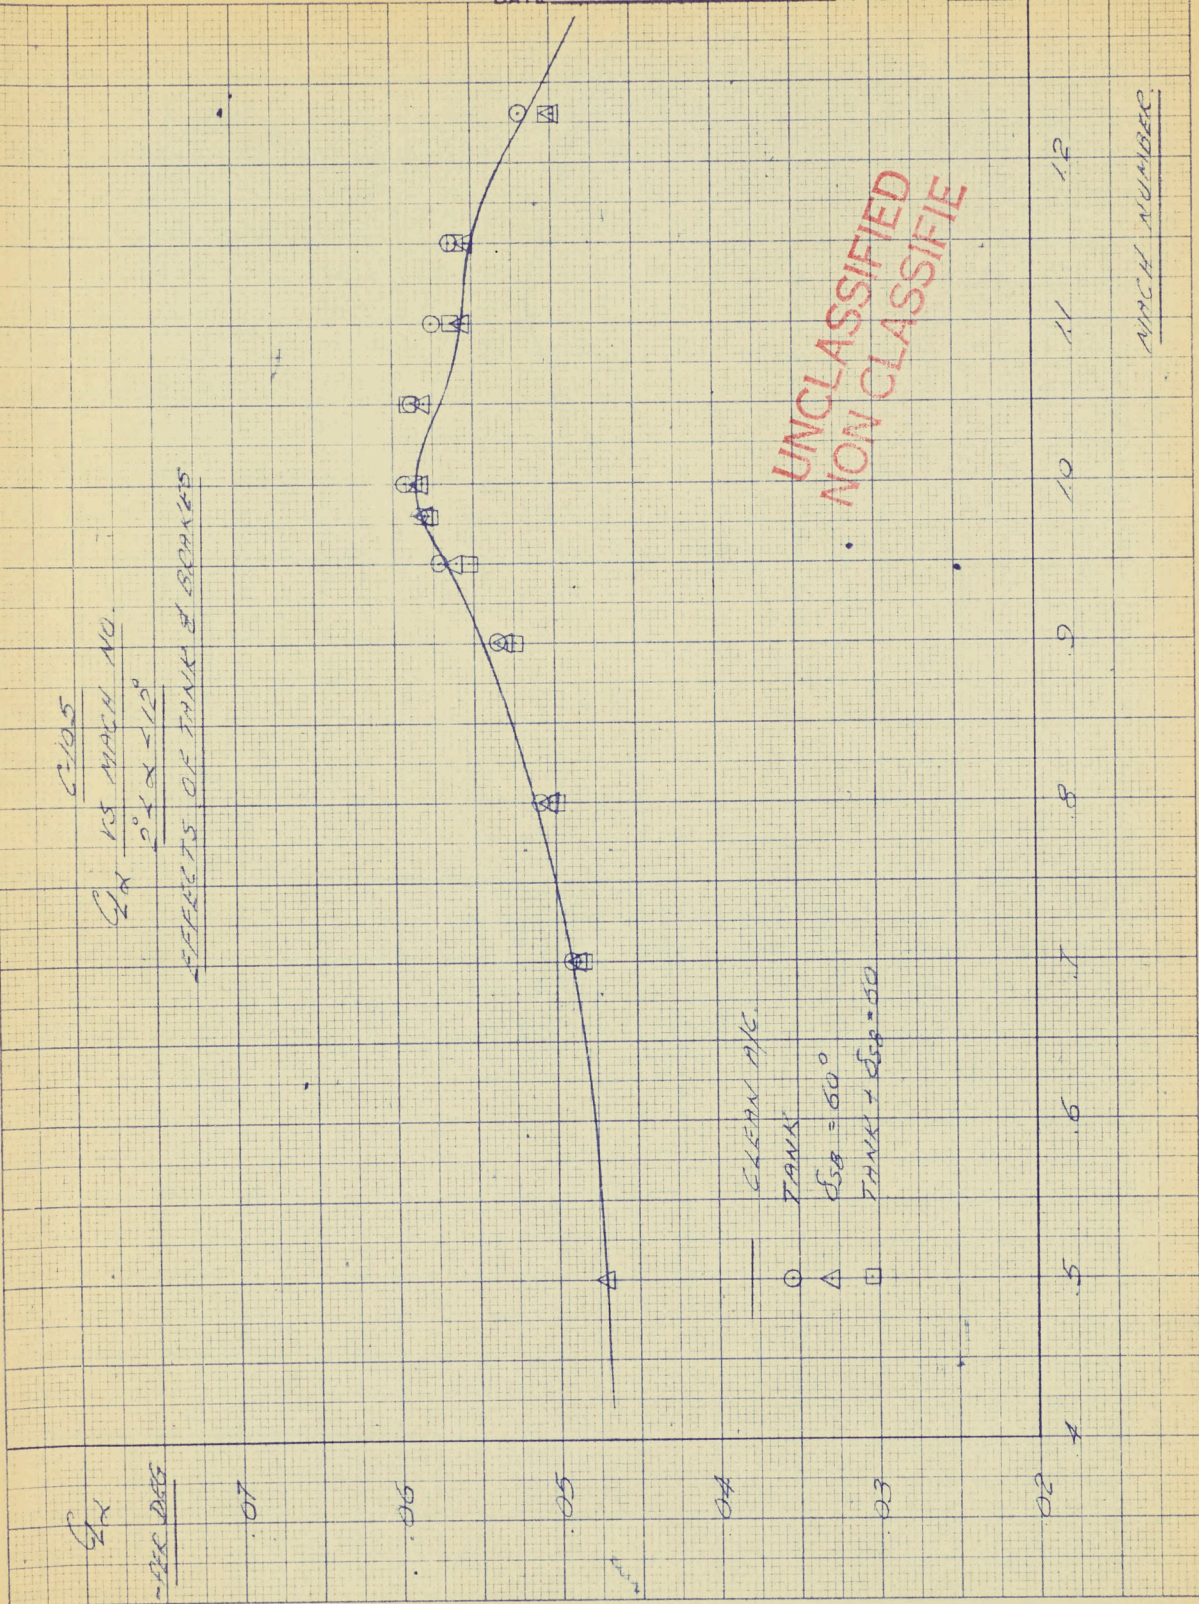 DATE
C-105
CLα VS MACH NO.
2° < α < 12°
EFFECTS OF TANK & BRAKES
CLα
~PER DEG
.07
.06
.05
.04
.03
.02
CLEAN A/C.
TANK
δSB = 60°
TANK + δSB = 60
UNCLASSIFIED
NON CLASSIFIE
.4 .5 .6 .7 .8 .9 1.0 1.1 1.2
MACH NUMBER.